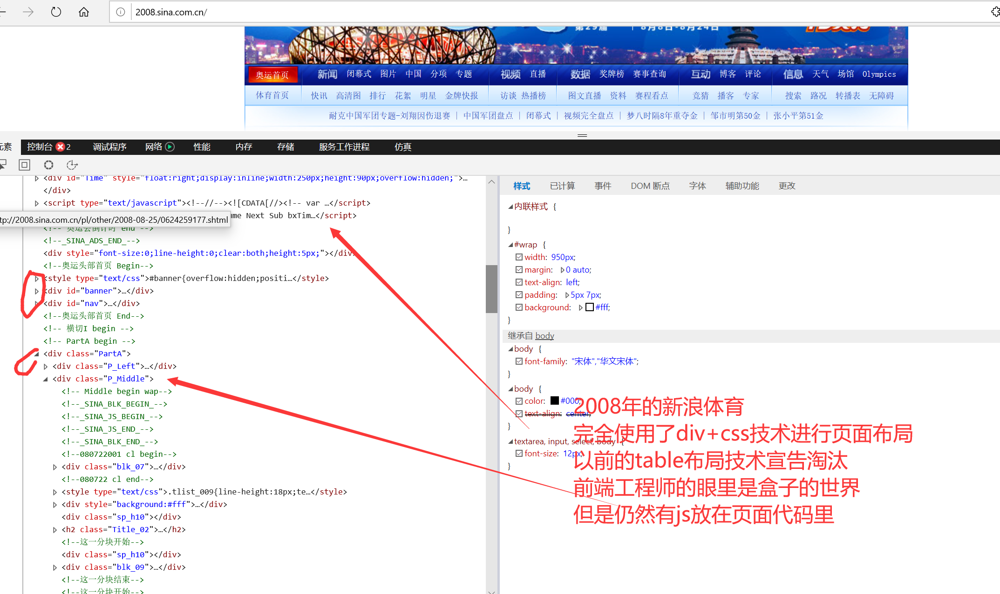 2008.sina.com.cn/
第29届 | 8月8日-8月24日
奥运首页 新闻 闭幕式 图片 中国 分项 专题 视频 直播 数据 奖牌榜 赛事查询 互动 博客 评论 信息 天气 场馆 Olympics
体育首页 快讯 高清图 排行 花絮 明星 金牌快报 访谈 热播榜 图文直播 资料 赛程看点 竞猜 播客 专家 搜索 路况 转播表 无障碍
耐克中国军团专题-刘翔因伤退赛 | 中国军团盘点 | 闭幕式 | 视频完全盘点 | 梦八时隔8年重夺金 | 邹市明第50金 | 张小平第51金
元素 控制台 2 调试程序 网络 性能 内存 存储 服务工作进程 仿真
<div id="Time" style="float:right;display:inline;width:250px;height:90px;overflow:hidden;">…
</div>
<script type="text/javascript"><!--//--><![CDATA[//><!-- var …</script>
ume Next Sub bxTim…</script>
tp://2008.sina.com.cn/pl/other/2008-08-25/0624259177.shtml
<!-- 奥运会倒计时 end -->
<!--_SINA_ADS_END_-->
<div style="font-size:0;line-height:0;clear:both;height:5px;"></div>
<!--奥运头部首页 Begin-->
<style type="text/css">#banner{overflow:hidden;positi…</style>
<div id="banner">…</div>
<div id="nav">…</div>
<!--奥运头部首页 End-->
<!-- 横切I begin -->
<!-- PartA begin -->
<div class="PartA">
<div class="P_Left">…</div>
<div class="P_Middle">
<!-- Middle begin wap-->
<!--_SINA_BLK_BEGIN_-->
<!--_SINA_JS_BEGIN_-->
<!--_SINA_JS_END_-->
<!--_SINA_BLK_END_-->
<!--080722001 cl begin-->
<div class="blk_07">…</div>
<!--080722 cl end-->
<style type="text/css">.tlist_009{line-height:18px;te…</style>
<div style="background:#fff">…</div>
<div class="sp_h10"></div>
<h2 class="Title_02">…</h2>
<!--这一分块开始-->
<div class="sp_h10"></div>
<div class="blk_09">…</div>
<!--这一分块结束-->
<!--这一分块开始-->
样式 已计算 事件 DOM 断点 字体 辅助功能 更改
内联样式 {
}
#wrap {
width: 950px;
margin: 0 auto;
text-align: left;
padding: 5px 7px;
background: #fff;
}
继承自 body
body {
font-family: "宋体","华文宋体";
}
body {
color: #000;
text-align: center;
}
textarea, input, select, body {
font-size: 12px;
}
2008年的新浪体育
完全使用了div+css技术进行页面布局
以前的table布局技术宣告淘汰
前端工程师的眼里是盒子的世界
但是仍然有js放在页面代码里